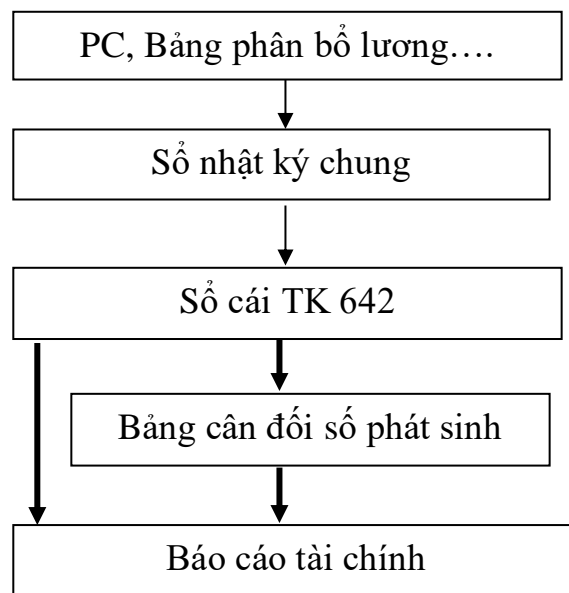 PC, Bảng phân bổ lương….
Sổ nhật ký chung
Sổ cái TK 642
Bảng cân đối số phát sinh
Báo cáo tài chính